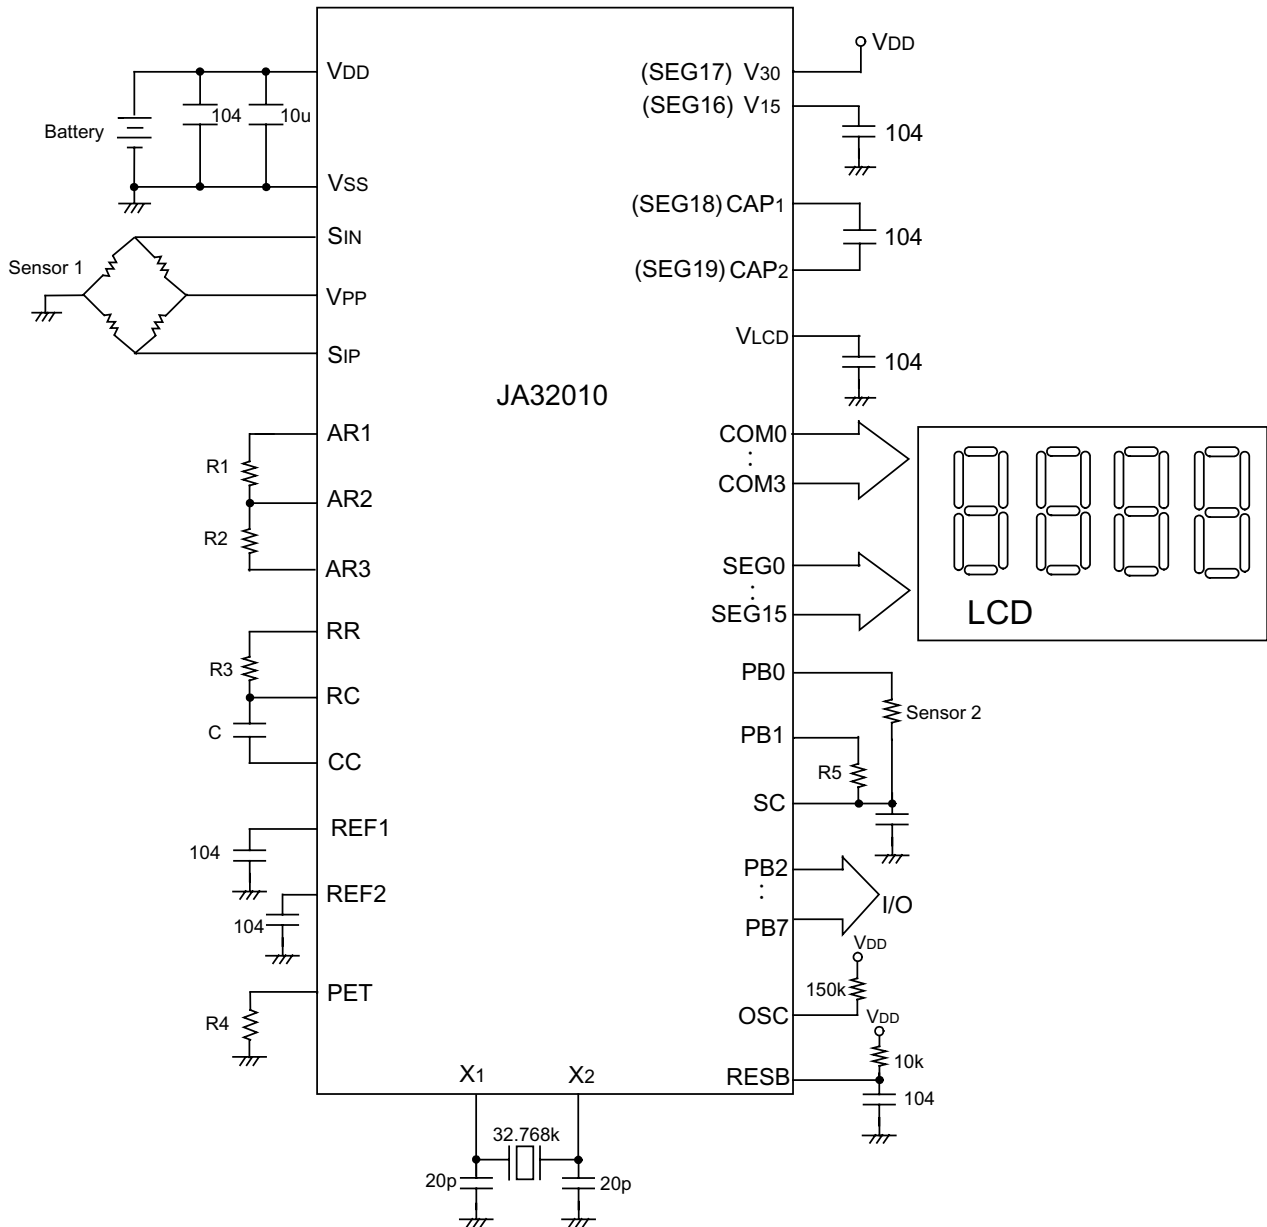 VDD
104
10u
Battery
VSS
SIN
Sensor 1
VPP
SIP
JA32010
AR1
R1
AR2
R2
AR3
RR
R3
RC
C
CC
REF1
104
REF2
104
PET
R4
X1
X2
32.768k
20p
20p
VDD
(SEG17) V30
(SEG16) V15
104
(SEG18) CAP1
104
(SEG19) CAP2
VLCD
104
COM0
⋮
COM3
SEG0
⋮
SEG15
LCD
PB0
Sensor 2
PB1
R5
SC
PB2
⋮
I/O
PB7
VDD
150k
OSC
VDD
10k
RESB
104